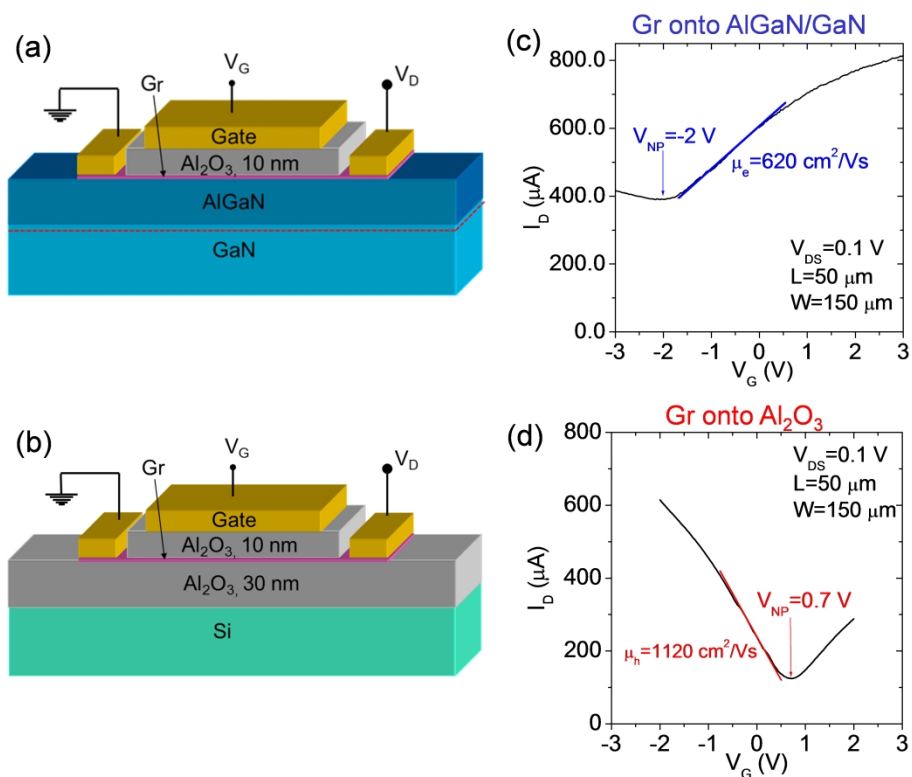 (a)
V_G
V_D
Gr
Gate
Al₂O₃, 10 nm
AlGaN
GaN
(b)
V_G
V_D
Gr
Gate
Al₂O₃, 10 nm
Al₂O₃, 30 nm
Si
Gr onto AlGaN/GaN
(c)
800.0
600.0
400.0
200.0
0.0
I_D (µA)
V_NP=-2 V
µ_e=620 cm²/Vs
V_DS=0.1 V
L=50 µm
W=150 µm
-3 -2 -1 0 1 2 3
V_G (V)
Gr onto Al₂O₃
(d)
800
600
400
200
0
I_D (µA)
V_DS=0.1 V
L=50 µm
W=150 µm
V_NP=0.7 V
µ_h=1120 cm²/Vs
-3 -2 -1 0 1 2 3
V_G (V)